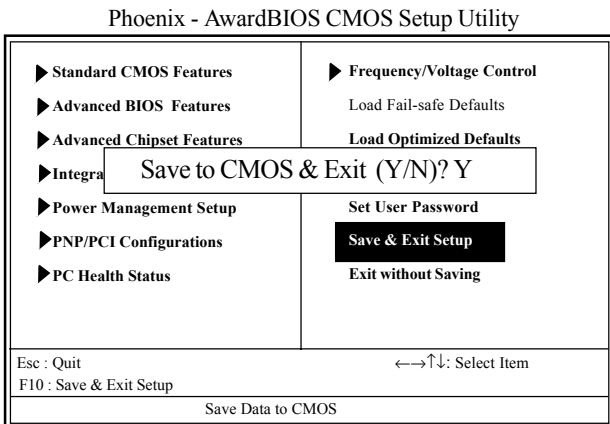 Phoenix - AwardBIOS CMOS Setup Utility
Standard CMOS Features
Advanced BIOS Features
Advanced Chipset Features
Integra
Power Management Setup
PNP/PCI Configurations
PC Health Status
Frequency/Voltage Control
Load Fail-safe Defaults
Load Optimized Defaults
Save to CMOS & Exit (Y/N)? Y
Set User Password
Save & Exit Setup
Exit without Saving
Esc : Quit
←→↑↓: Select Item
F10 : Save & Exit Setup
Save Data to CMOS